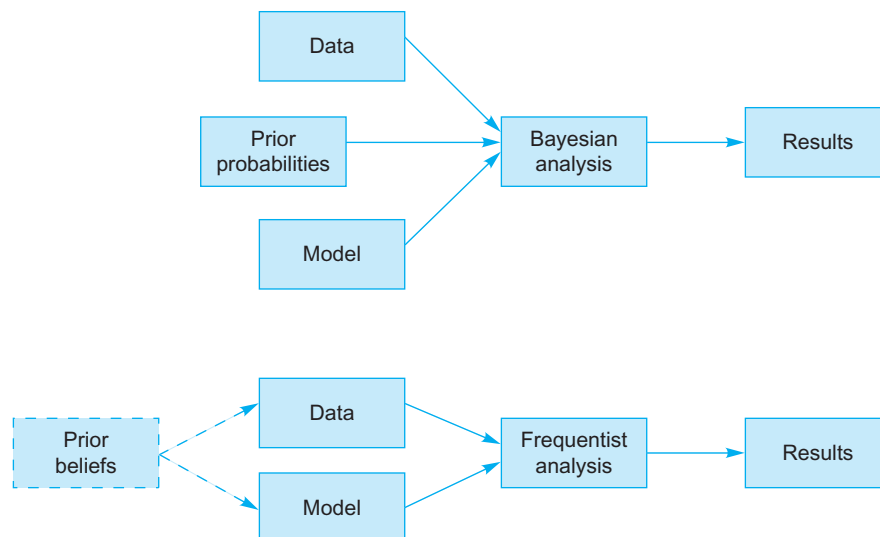 Data
Prior
probabilities
Bayesian
analysis
Results
Model
Data
Prior
beliefs
Frequentist
analysis
Results
Model